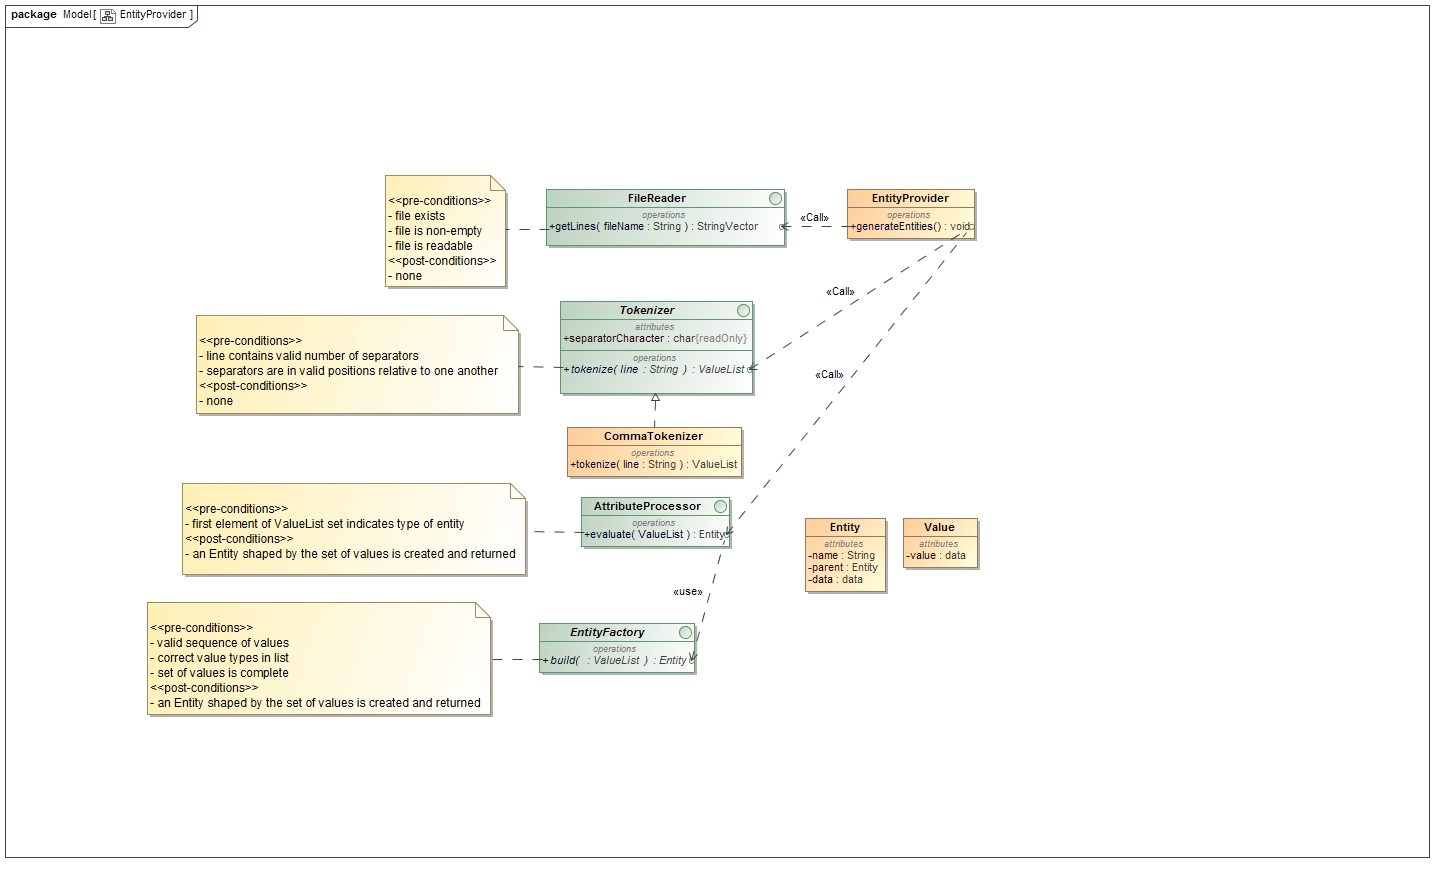 package Model[ EntityProvider ]
<<pre-conditions>>
- file exists
- file is non-empty
- file is readable
<<post-conditions>>
- none
FileReader
operations
+getLines( fileName : String ) : StringVector
«Call»
EntityProvider
operations
+generateEntities() : void
«Call»
«Call»
<<pre-conditions>>
- line contains valid number of separators
- separators are in valid positions relative to one another
<<post-conditions>>
- none
Tokenizer
attributes
+separatorCharacter : char{readOnly}
operations
+tokenize( line : String ) : ValueList
CommaTokenizer
operations
+tokenize( line : String ) : ValueList
<<pre-conditions>>
- first element of ValueList set indicates type of entity
<<post-conditions>>
- an Entity shaped by the set of values is created and returned
AttributeProcessor
operations
+evaluate( ValueList ) : Entity
Entity
attributes
-name : String
-parent : Entity
-data : data
Value
attributes
-value : data
«use»
<<pre-conditions>>
- valid sequence of values
- correct value types in list
- set of values is complete
<<post-conditions>>
- an Entity shaped by the set of values is created and returned
EntityFactory
operations
+build( : ValueList ) : Entity